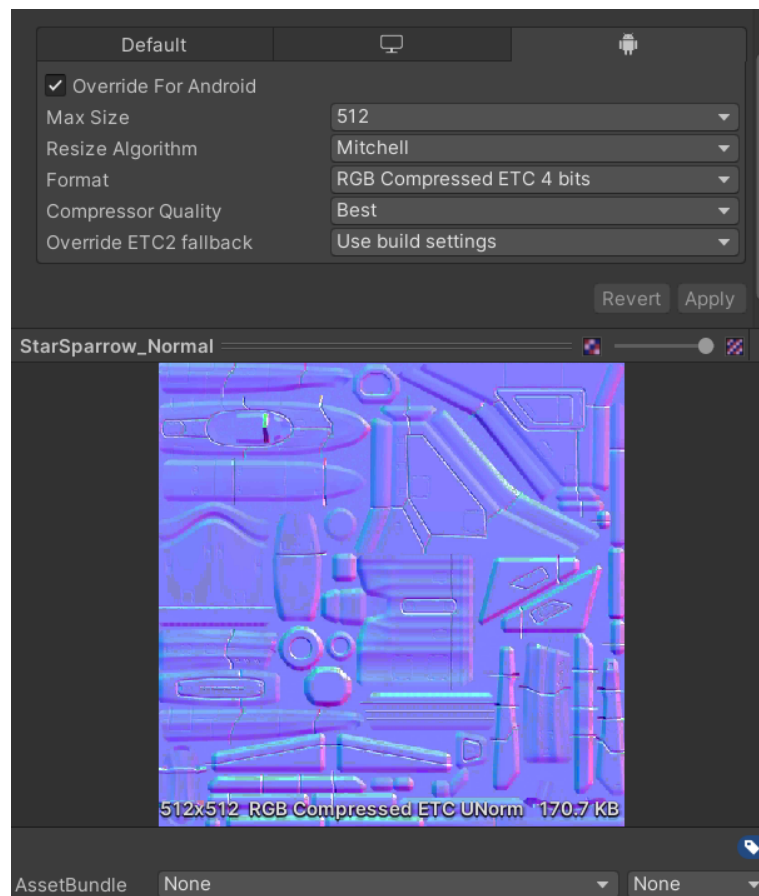 Default
Override For Android
Max Size 512
Resize Algorithm Mitchell
Format RGB Compressed ETC 4 bits
Compressor Quality Best
Override ETC2 fallback Use build settings
Revert Apply
StarSparrow_Normal
512x512 RGB Compressed ETC UNorm 170.7 KB
AssetBundle None None